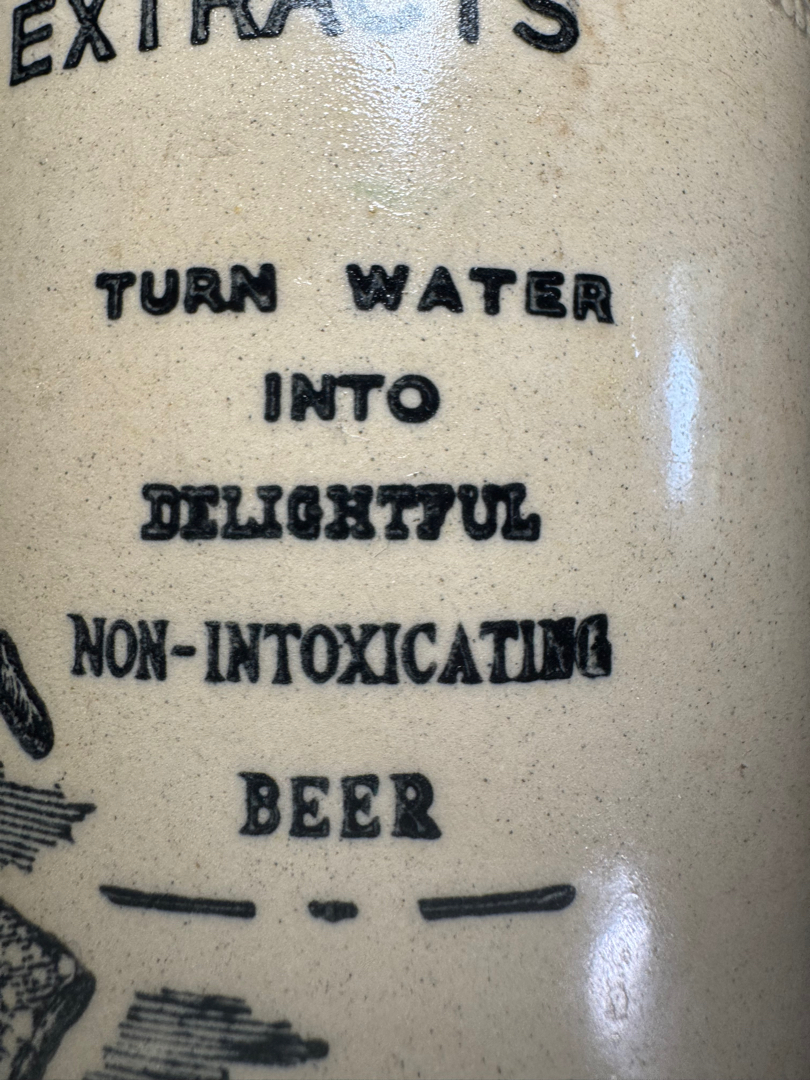 EXTRACTS
TURN WATER
INTO
DELIGHTFUL
NON-INTOXICATING
BEER